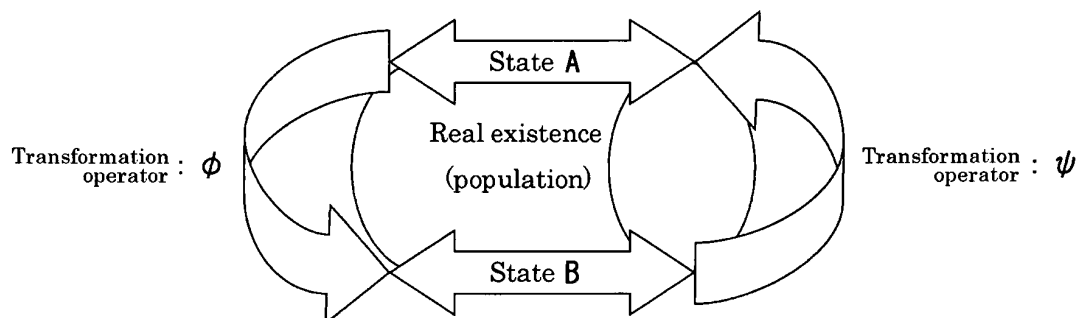 State A
Real existence
(population)
Transformation
operator : φ
Transformation
operator : ψ
State B